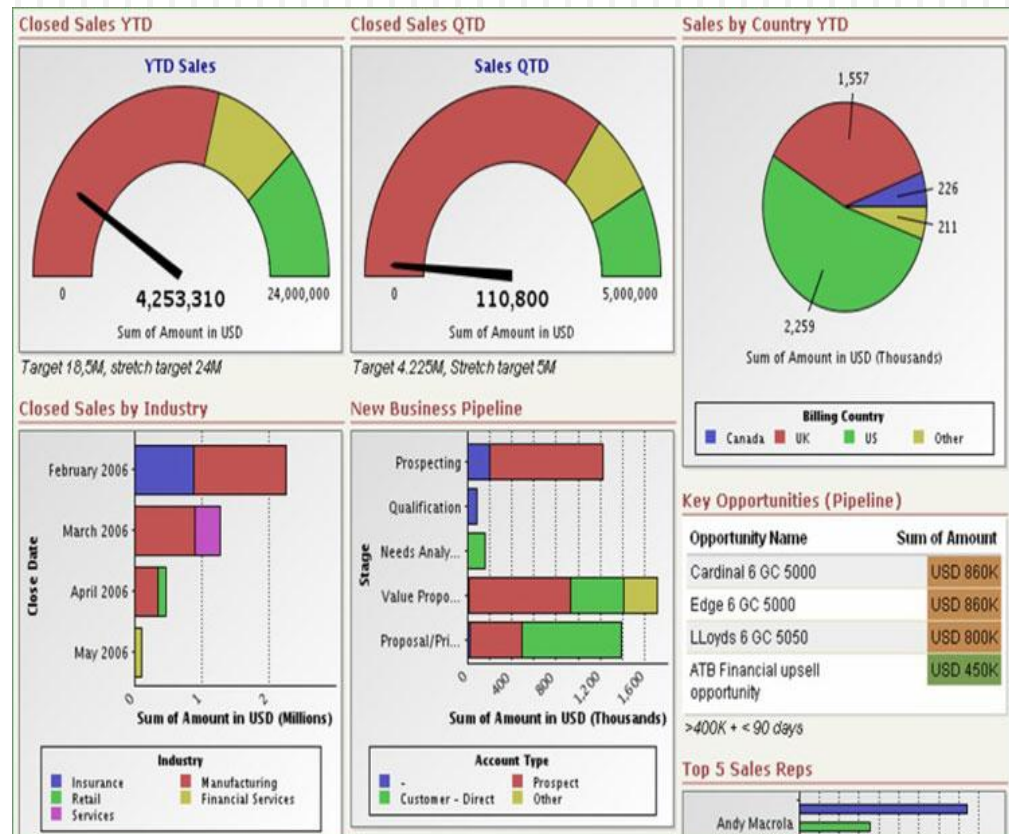 Closed Sales YTD
YTD Sales
0
24,000,000
4,253,310
Sum of Amount in USD
Target 18,5M, stretch target 24M
Closed Sales QTD
Sales QTD
0
5,000,000
110,800
Sum of Amount in USD
Target 4.225M, Stretch target 5M
Sales by Country YTD
1,557
226
211
2,259
Sum of Amount in USD (Thousands)
Billing Country
Canada UK US Other
Closed Sales by Industry
Close Date
February 2006
March 2006
April 2006
May 2006
0 1 2
Sum of Amount in USD (Millions)
Industry
Insurance Manufacturing
Retail Financial Services
Services
New Business Pipeline
Stage
Prospecting
Qualification
Needs Analy...
Value Propo...
Proposal/Pri...
0 400 800 1,200 1,600
Sum of Amount in USD (Thousands)
Account Type
- Prospect
Customer - Direct Other
Key Opportunities (Pipeline)
Opportunity Name Sum of Amount
Cardinal 6 GC 5000 USD 860K
Edge 6 GC 5000 USD 860K
LLoyds 6 GC 5050 USD 800K
ATB Financial upsell USD 450K
opportunity
>400K + < 90 days
Top 5 Sales Reps
Andy Macrola